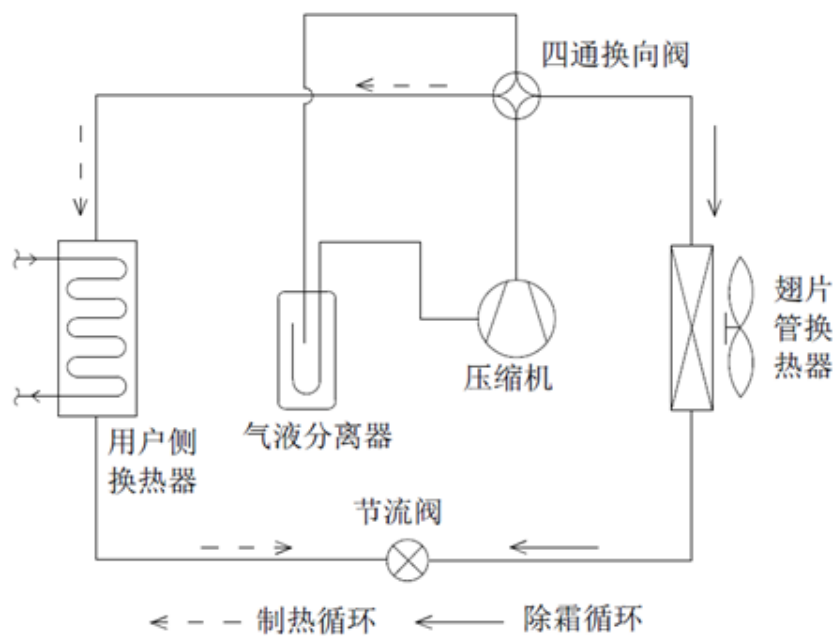 四通换向阀
翅片
管换
热器
压缩机
气液分离器
用户侧
换热器
节流阀
制热循环
除霜循环